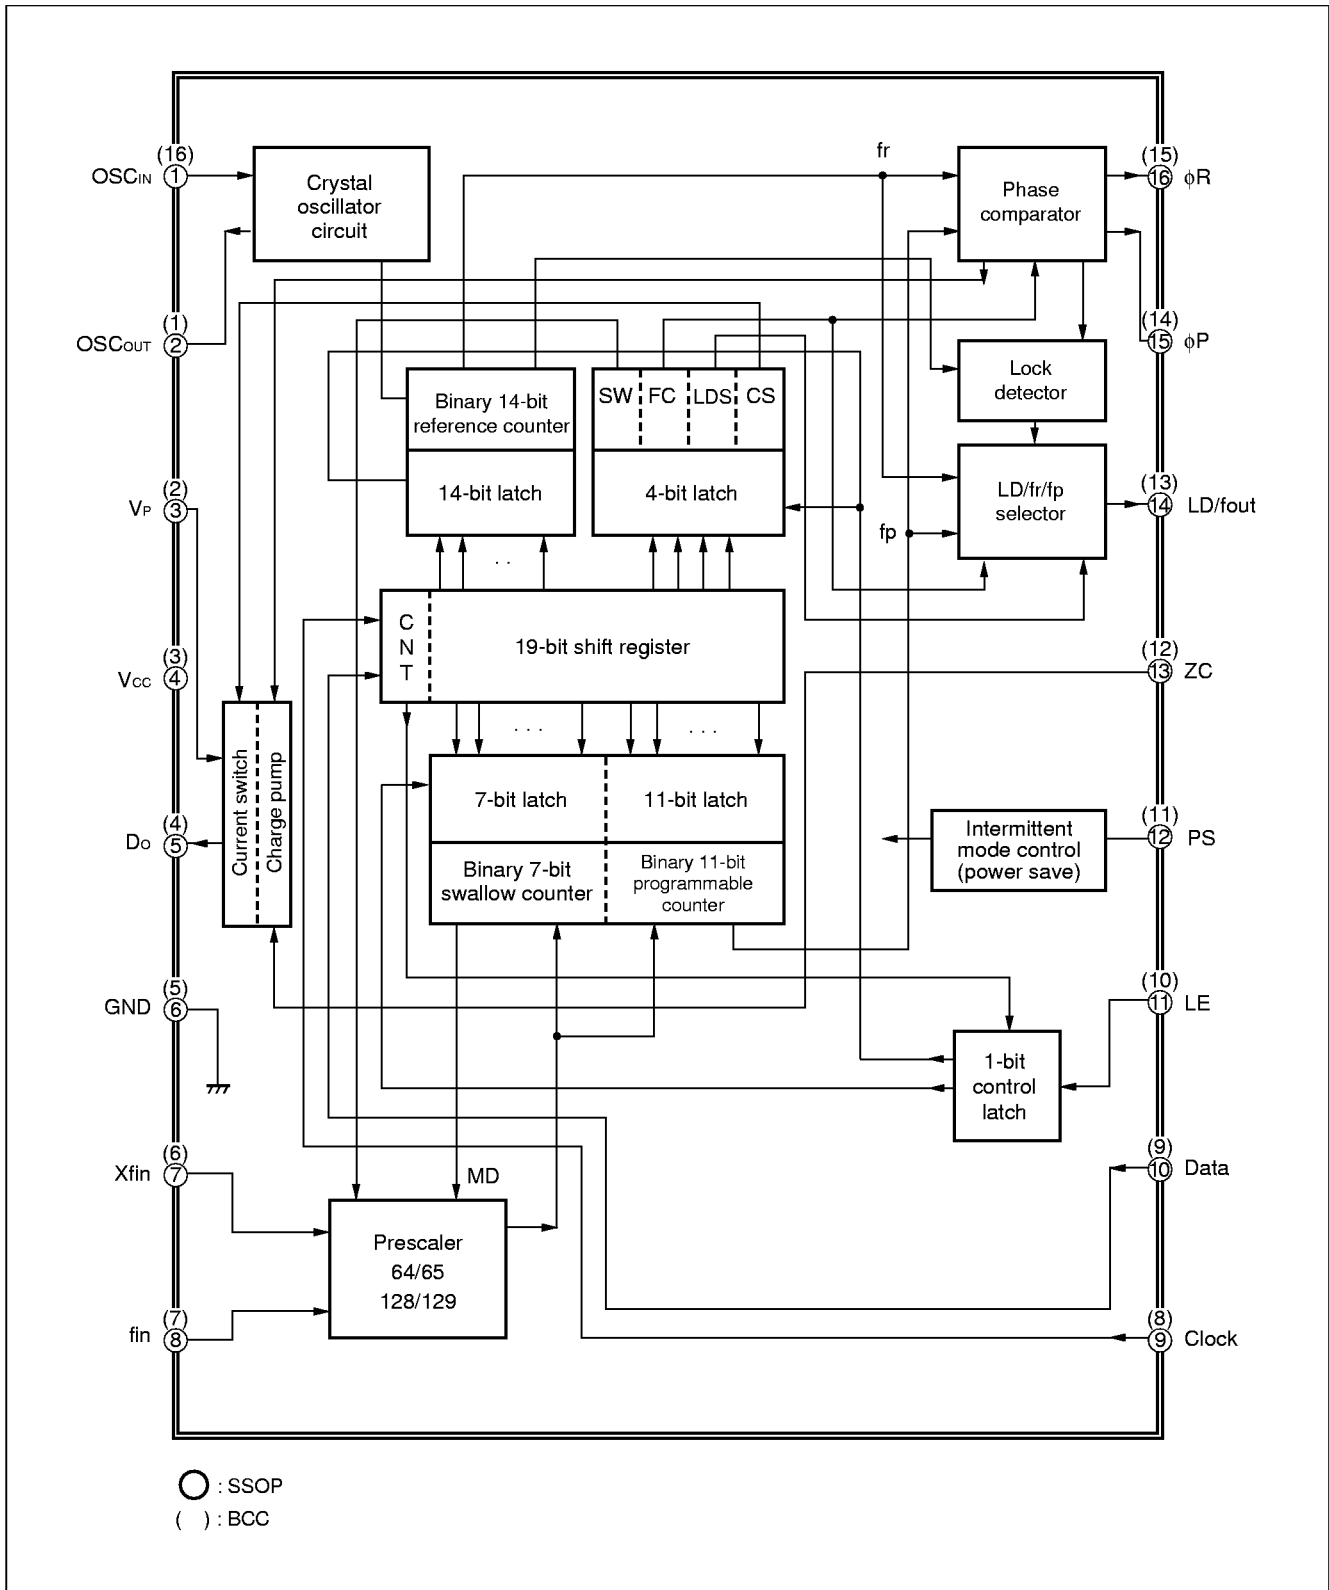 (16)
OSCIN
1
Crystal
oscillator
circuit
fr
Phase
comparator
(15)
16
ϕR
(1)
OSCOUT
2
(14)
15
ϕP
Lock
detector
Binary 14-bit
reference counter
SW
FC
LDS
CS
14-bit latch
4-bit latch
LD/fr/fp
selector
fp
(2)
VP
3
(13)
14
LD/fout
. .
C
N
T
19-bit shift register
(3)
VCC
4
(12)
13
ZC
. . .
. . .
Current switch
Charge pump
7-bit latch
11-bit latch
(4)
DO
5
Binary 7-bit
swallow counter
Binary 11-bit
programmable
counter
Intermittent
mode control
(power save)
(11)
12
PS
(5)
GND
6
(10)
11
LE
1-bit
control
latch
(6)
Xfin
7
MD
(9)
10
Data
Prescaler
64/65
128/129
(7)
fin
8
(8)
9
Clock
: SSOP
( ) : BCC